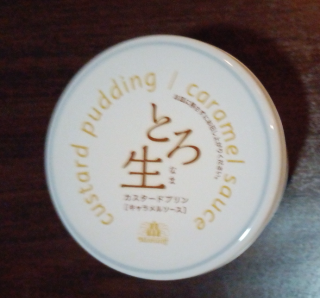 custard pudding / caramel sauce
とろ
生
なま
カスタードプリン
[キャラメルソース]